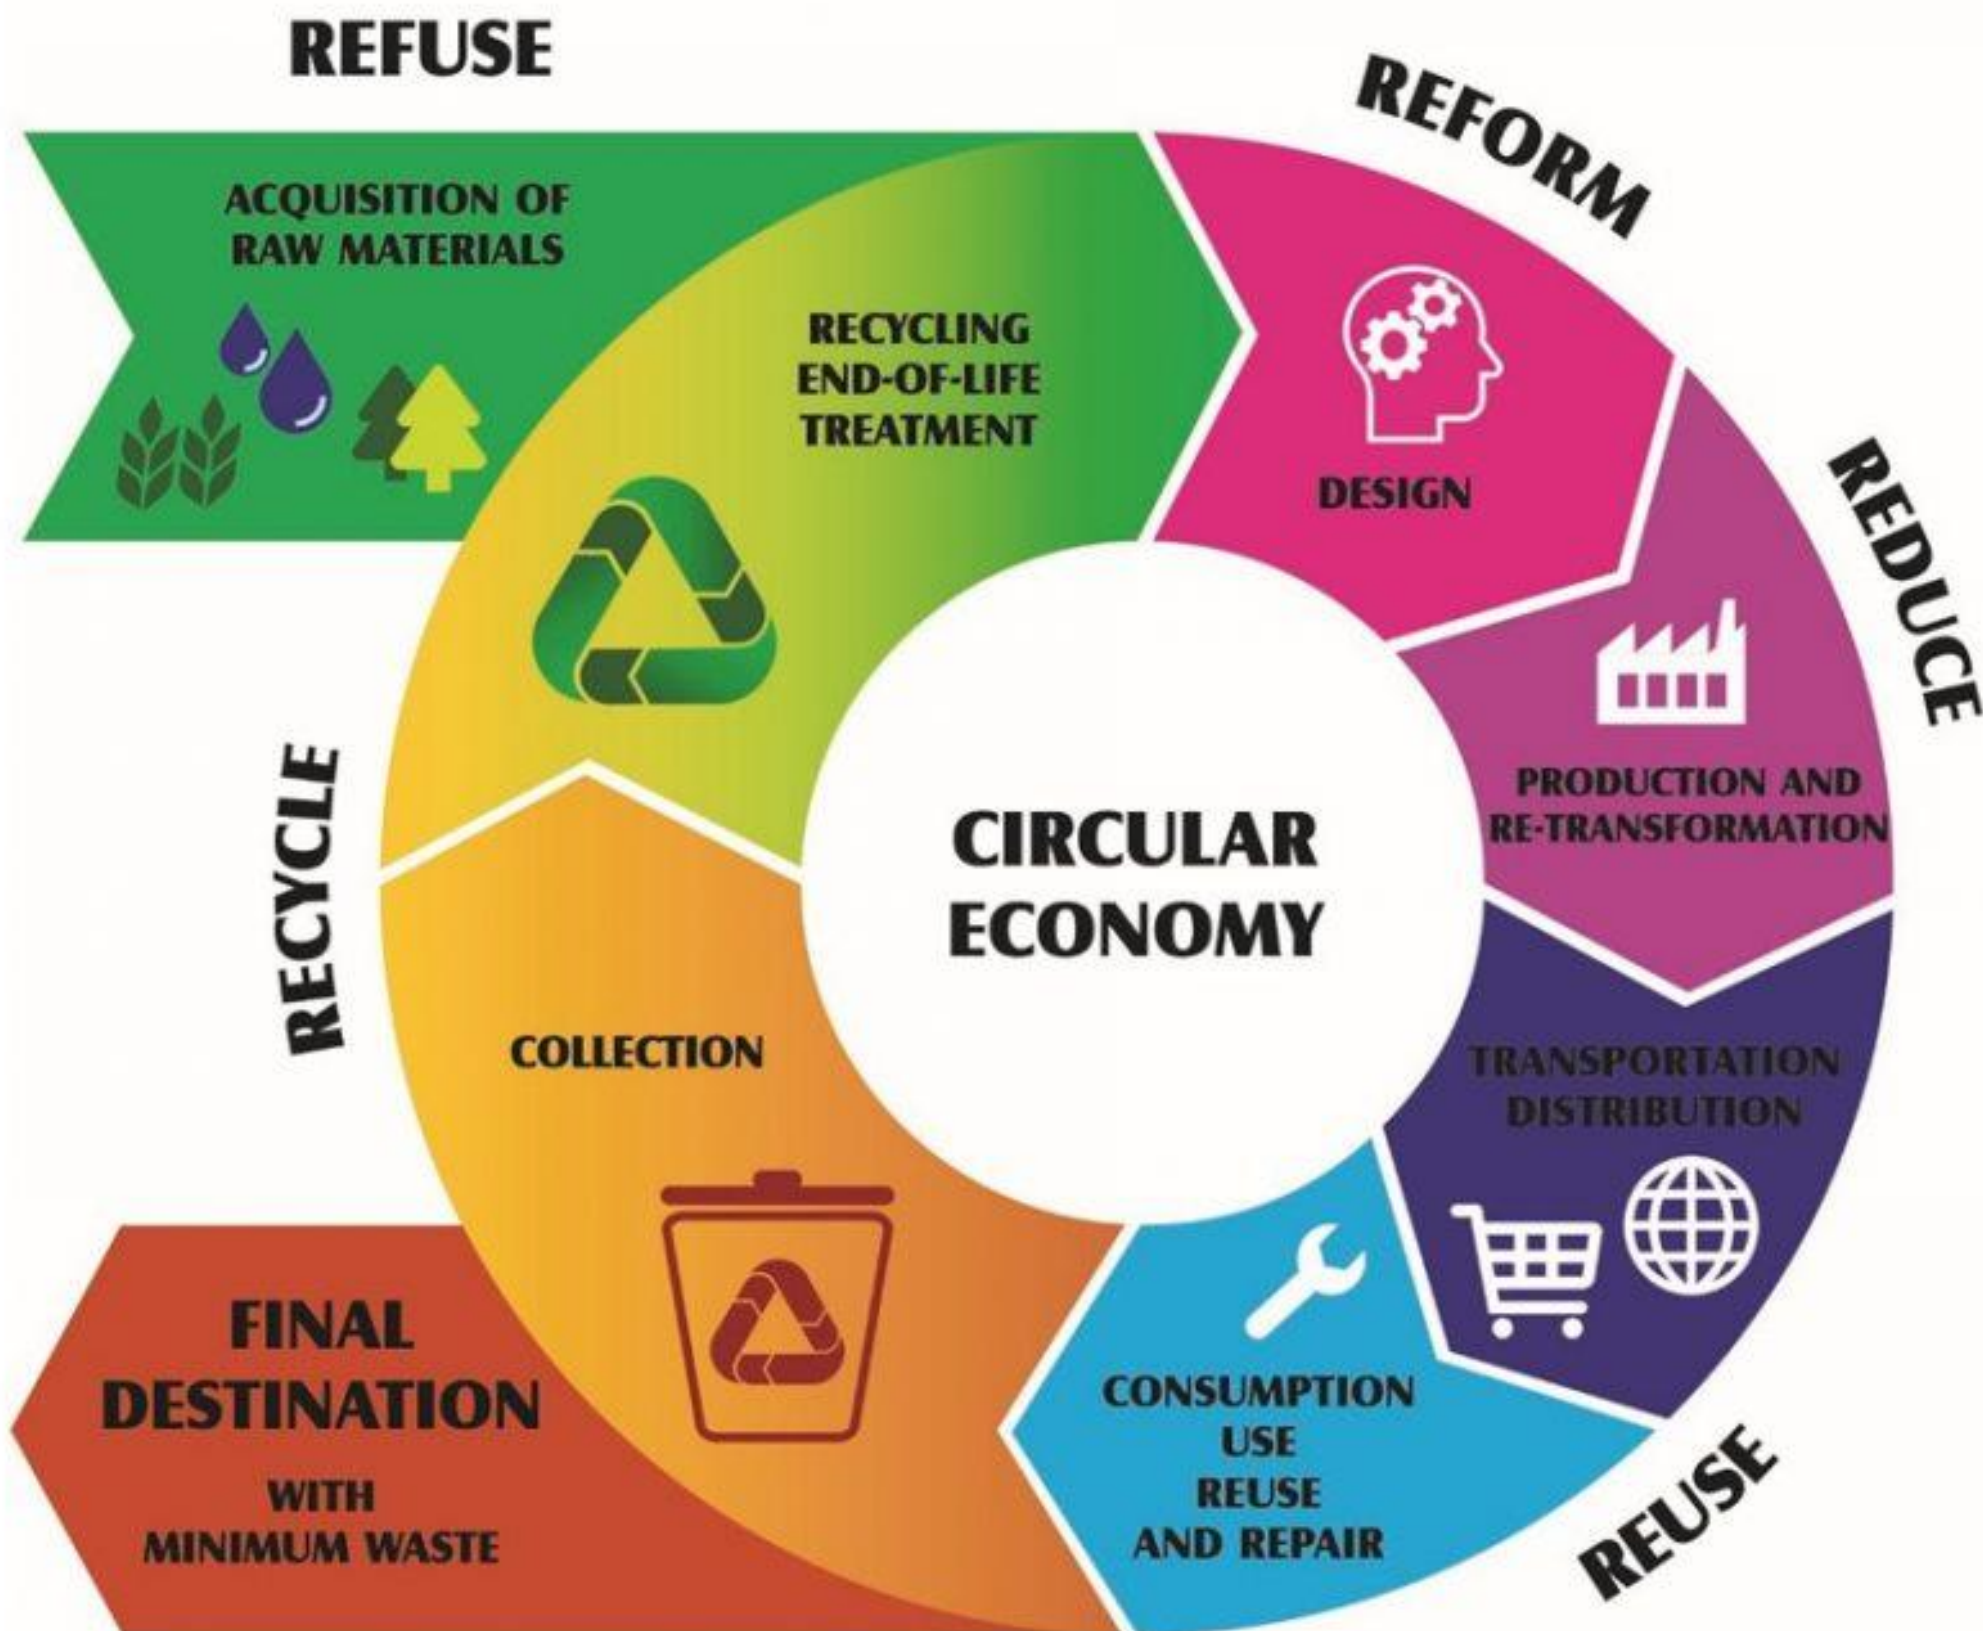 REFUSE
REFORM
ACQUISITION OF
RAW MATERIALS
RECYCLING
END-OF-LIFE
TREATMENT
DESIGN
REDUCE
PRODUCTION AND
RE-TRANSFORMATION
RECYCLE
CIRCULAR
ECONOMY
COLLECTION
TRANSPORTATION
DISTRIBUTION
FINAL
DESTINATION
WITH
MINIMUM WASTE
CONSUMPTION
USE
REUSE
AND REPAIR
REUSE